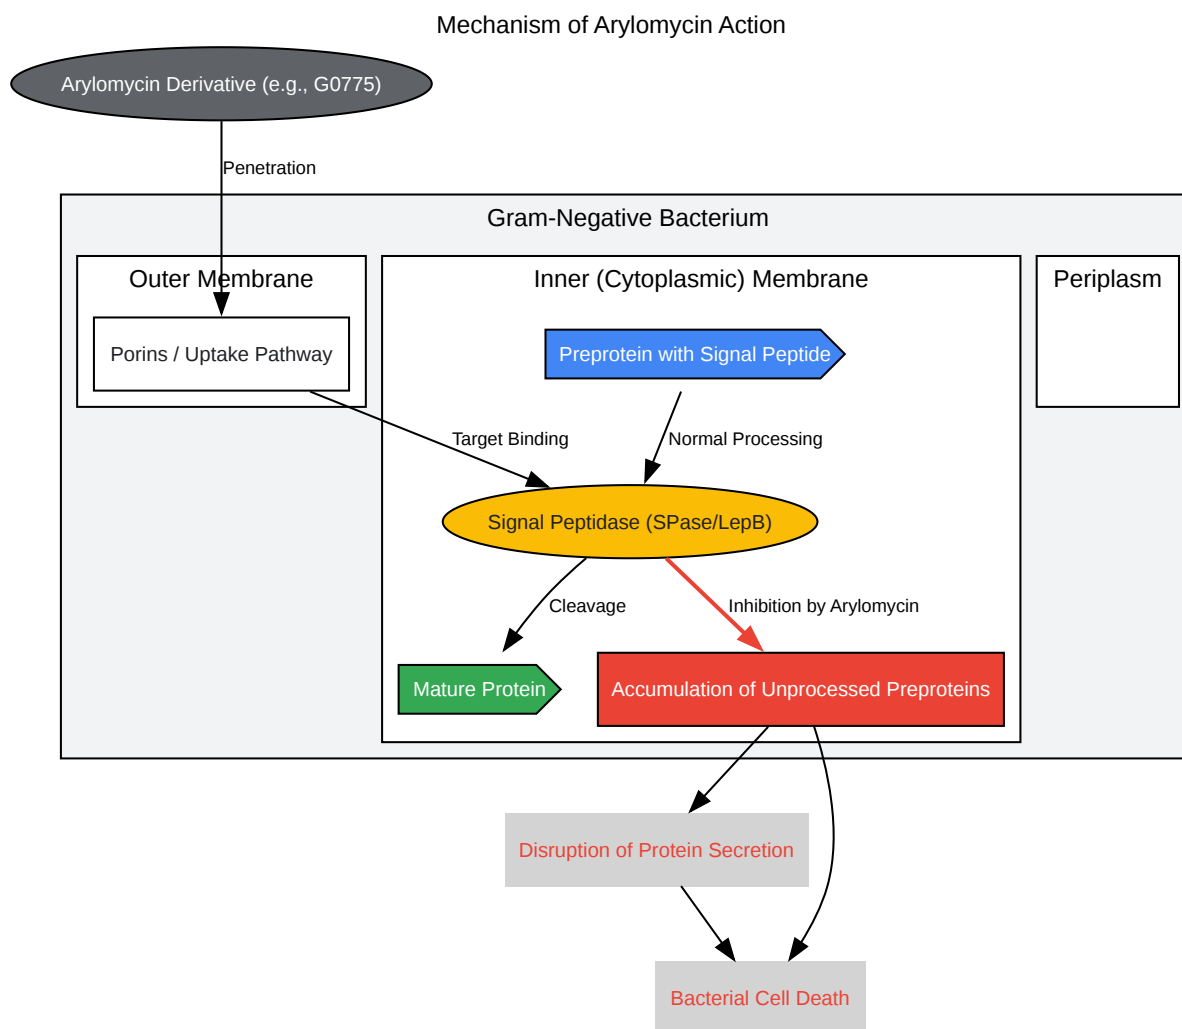 Mechanism of Arylomycin Action
Arylomycin Derivative (e.g., G0775)
Penetration
Gram-Negative Bacterium
Outer Membrane
Inner (Cytoplasmic) Membrane
Periplasm
Porins / Uptake Pathway
Preprotein with Signal Peptide
Target Binding
Normal Processing
Signal Peptidase (SPase/LepB)
Cleavage
Inhibition by Arylomycin
Mature Protein
Accumulation of Unprocessed Preproteins
Disruption of Protein Secretion
Bacterial Cell Death